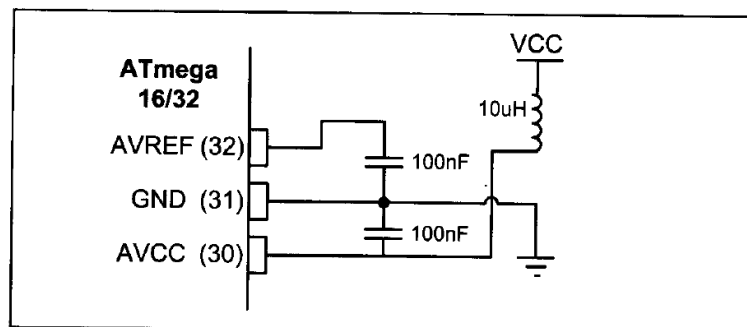 VCC
ATmega
16/32
10uH
AVREF (32)
100nF
GND (31)
100nF
AVCC (30)